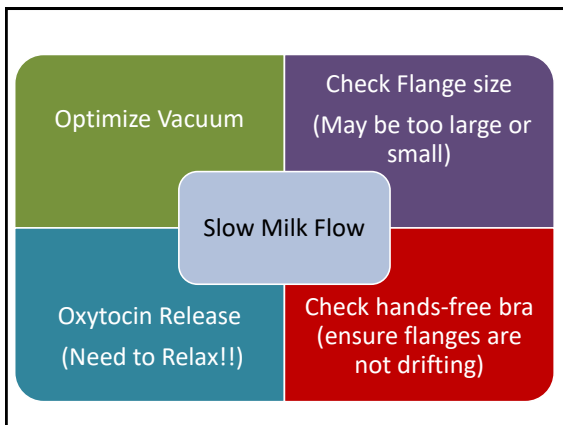 Optimize Vacuum
Check Flange size
(May be too large or
small)
Slow Milk Flow
Oxytocin Release
(Need to Relax!!)
Check hands-free bra
(ensure flanges are
not drifting)